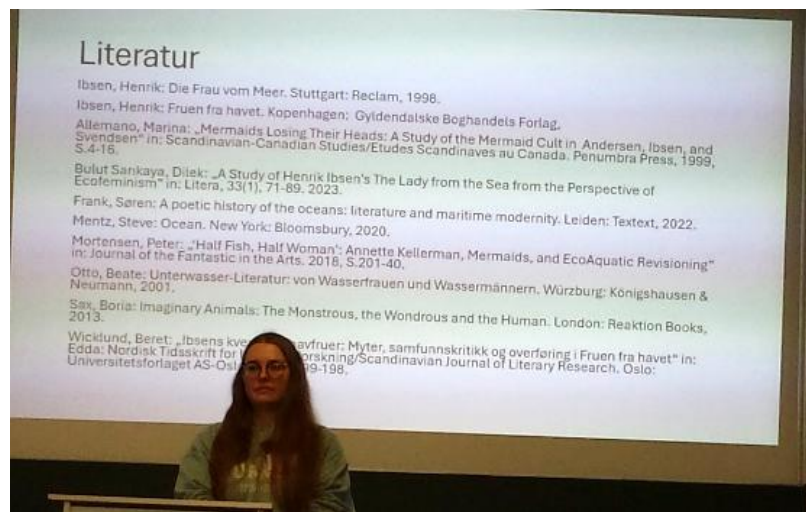 Literatur
Ibsen, Henrik: Die Frau vom Meer. Stuttgart: Reclam, 1998.
Ibsen, Henrik: Fruen fra havet. Kopenhagen: Gyldendalske Boghandels Forlag.
Allemano, Marina: „Mermaids Losing Their Heads: A Study of the Mermaid Cult in Andersen, Ibsen, and
Svendsen“ in: Scandinavian-Canadian Studies/Etudes Scandinaves au Canada. Penumbra Press, 1999,
S.4-16.
Bulut Sarıkaya, Dilek: „A Study of Henrik Ibsen's The Lady from the Sea from the Perspective of
Ecofeminism“ in: Litera, 33(1), 71-89. 2023.
Frank, Søren: A poetic history of the oceans: literature and maritime modernity. Leiden: Textext, 2022.
Mentz, Steve: Ocean. New York: Bloomsbury, 2020.
Mortensen, Peter: „'Half Fish, Half Woman': Annette Kellerman, Mermaids, and EcoAquatic Revisioning“
in: Journal of the Fantastic in the Arts. 2018, S.201-40.
Otto, Beate: Unterwasser-Literatur: von Wasserfrauen und Wassermännern. Würzburg: Königshausen &
Neumann, 2001.
Sax, Boria: Imaginary Animals: The Monstrous, the Wondrous and the Human. London: Reaktion Books,
2013.
Wicklund, Beret: „Ibsens avfruer: Myter, samfunnskritikk og overføring i Fruen fra havet“ in:
Edda: Nordisk Tidsskrift for orskning/Scandinavian Journal of Literary Research. Oslo:
Universitetsforlaget AS-Osl 99-198.